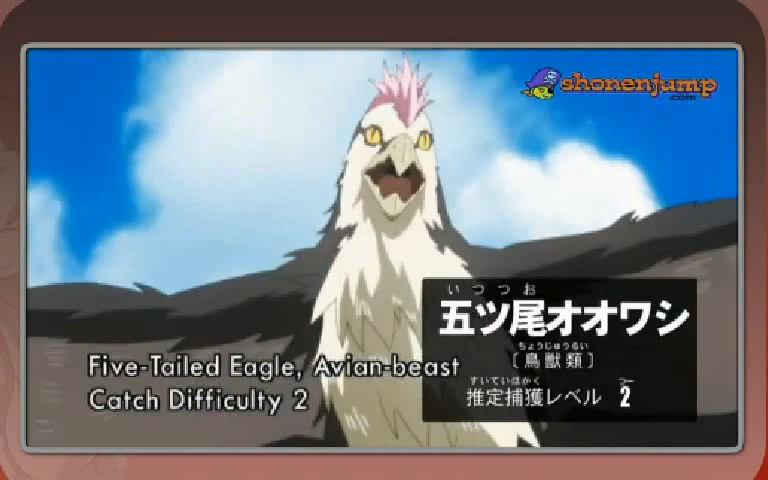 shonenjump
.com
いつつお
五ツ尾オオワシ
ちょうじゅうるい
〔鳥獣類〕
すいていほかく ツー
推定捕獲レベル 2
Five-Tailed Eagle, Avian-beast
Catch Difficulty 2